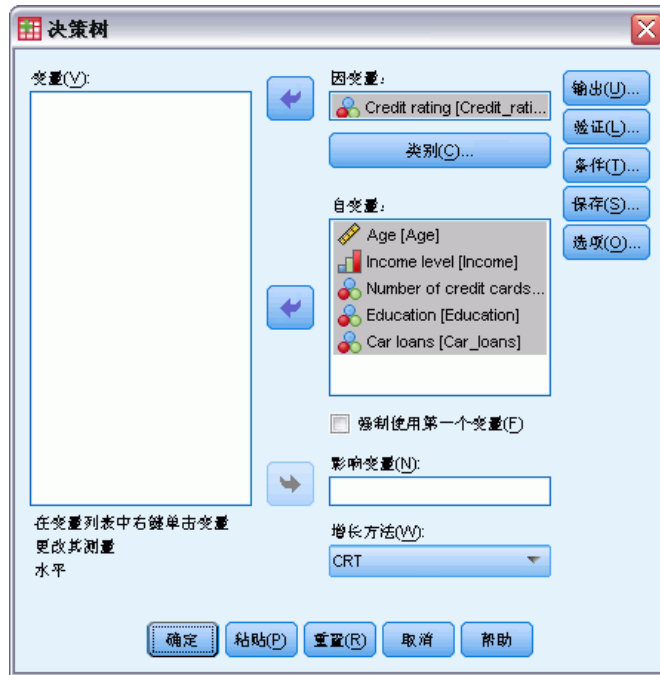 决策树
变量(V):
因变量:
Credit rating [Credit_rati...
类别(C)...
自变量:
Age [Age]
Income level [Income]
Number of credit cards...
Education [Education]
Car loans [Car_loans]
强制使用第一个变量(F)
影响变量(N):
增长方法(W):
CRT
在变量列表中右键单击变量
更改其测量
水平
输出(U)...
验证(L)...
条件(T)...
保存(S)...
选项(O)...
确定
粘贴(P)
重置(R)
取消
帮助